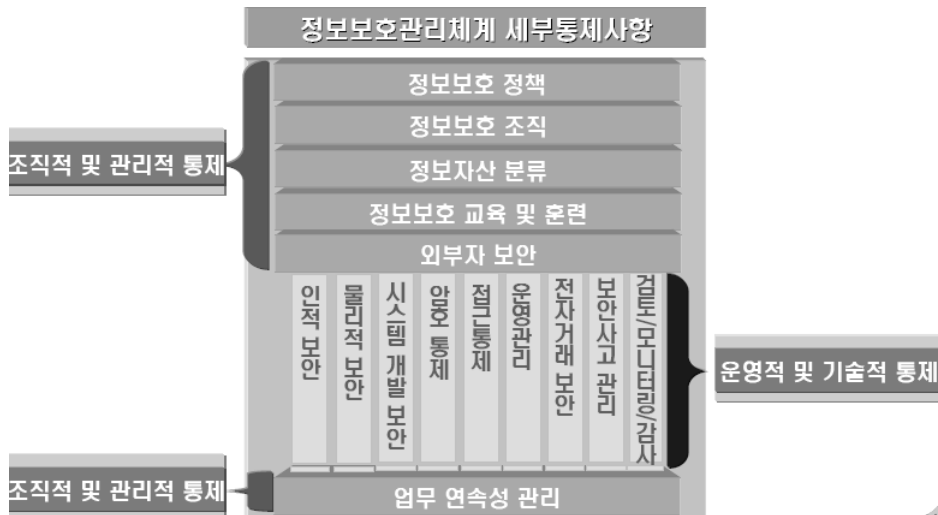 정보보호관리체계 세부통제사항
정보보호 정책
정보보호 조직
조직적 및 관리적 통제
정보자산 분류
정보보호 교육 및 훈련
외부자 보안
인적 보안
물리적 보안
시스템 개발 보안
암호 통제
접근통제
운영관리
전자거래 보안
보안사고 관리
검토/모니터링/감사
운영적 및 기술적 통제
조직적 및 관리적 통제
업무 연속성 관리